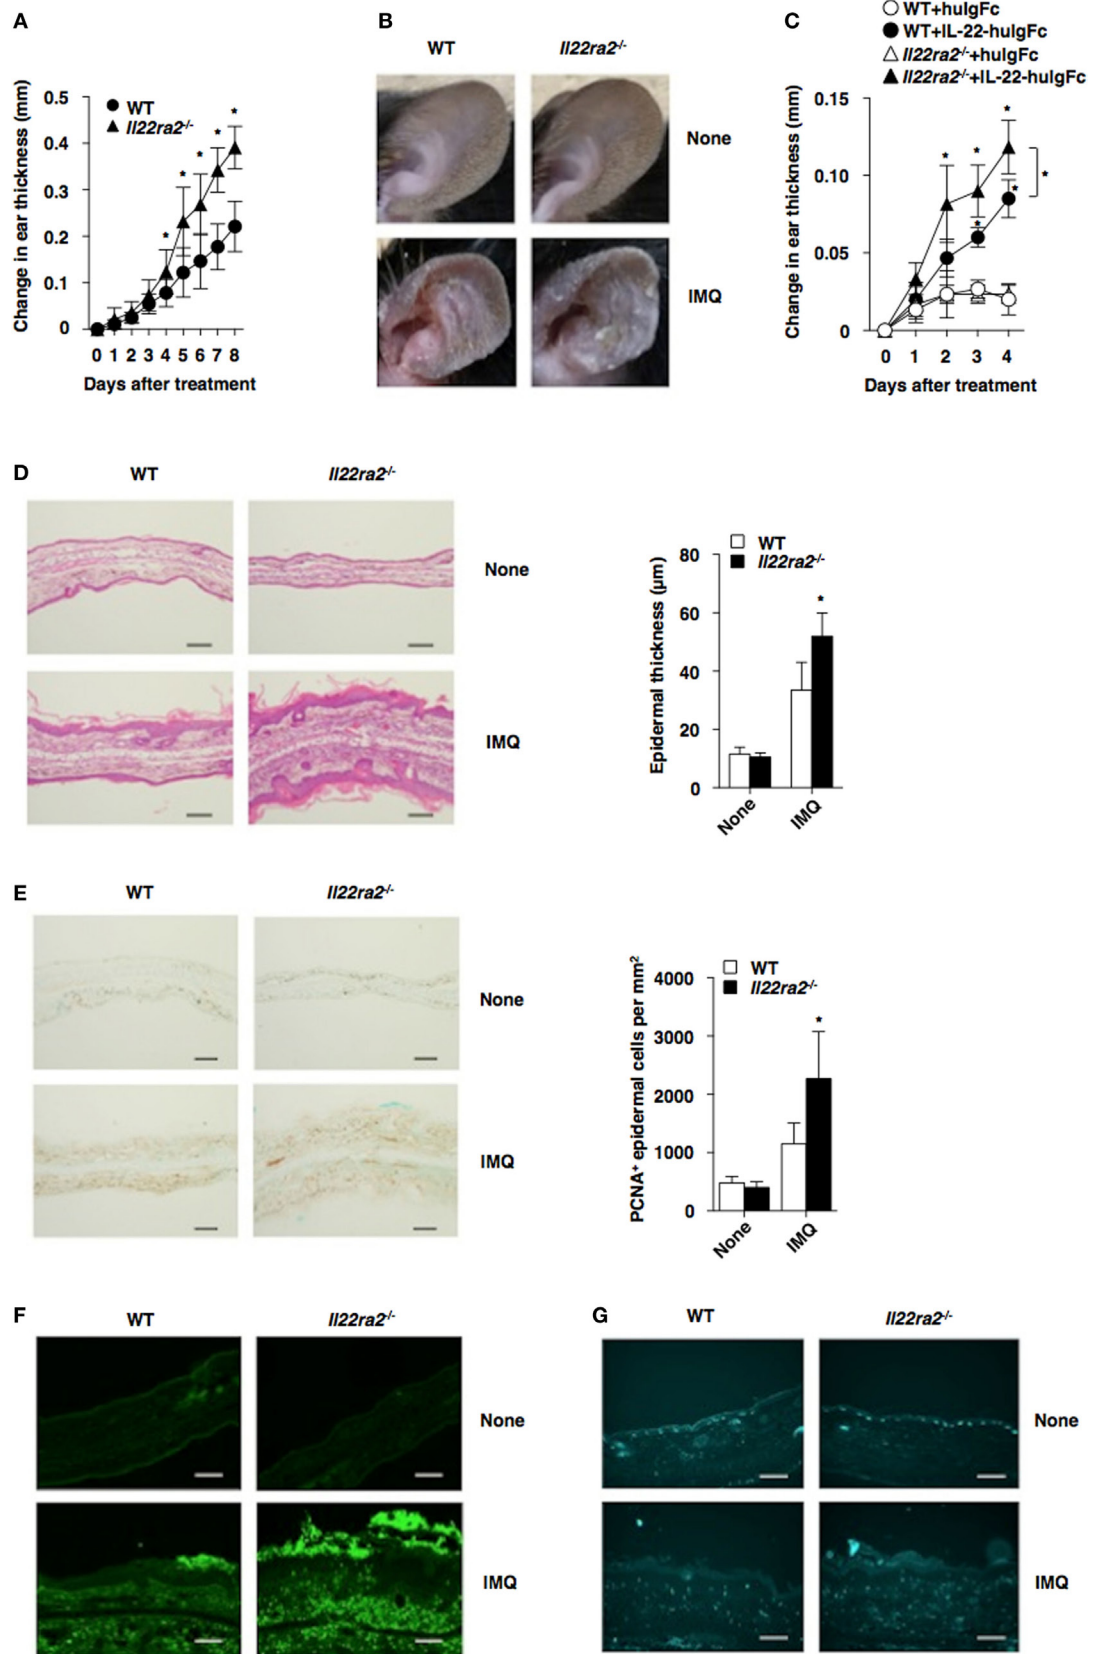 A
WT
Il22ra2-/-
Change in ear thickness (mm)
0.5
0.4
0.3
0.2
0.1
0
* * * * *
0 1 2 3 4 5 6 7 8
Days after treatment
B
WT Il22ra2-/-
None
IMQ
C
WT+huIgFc
WT+IL-22-huIgFc
Il22ra2-/-+huIgFc
Il22ra2-/-+IL-22-huIgFc
Change in ear thickness (mm)
0.15
0.10
0.05
0
* * * * * *
0 1 2 3 4
Days after treatment
D
WT Il22ra2-/-
None
IMQ
WT
Il22ra2-/-
Epidermal thickness (µm)
80
60
40
20
0
*
None IMQ
E
WT Il22ra2-/-
None
IMQ
WT
Il22ra2-/-
PCNA+ epidermal cells per mm2
4000
3000
2000
1000
0
*
None IMQ
F
WT Il22ra2-/-
None
IMQ
G
WT Il22ra2-/-
None
IMQ